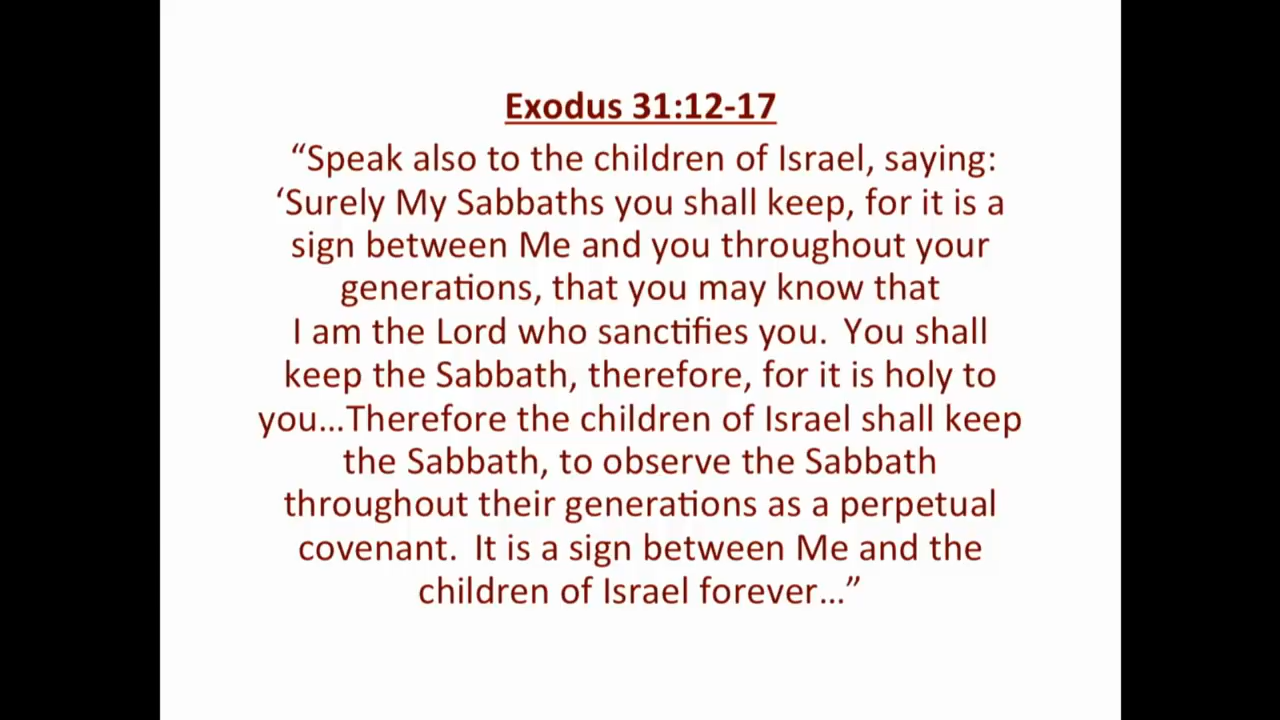 Exodus 31:12-17
“Speak also to the children of Israel, saying:
‘Surely My Sabbaths you shall keep, for it is a
sign between Me and you throughout your
generations, that you may know that
I am the Lord who sanctifies you.  You shall
keep the Sabbath, therefore, for it is holy to
you...Therefore the children of Israel shall keep
the Sabbath, to observe the Sabbath
throughout their generations as a perpetual
covenant.  It is a sign between Me and the
children of Israel forever...”